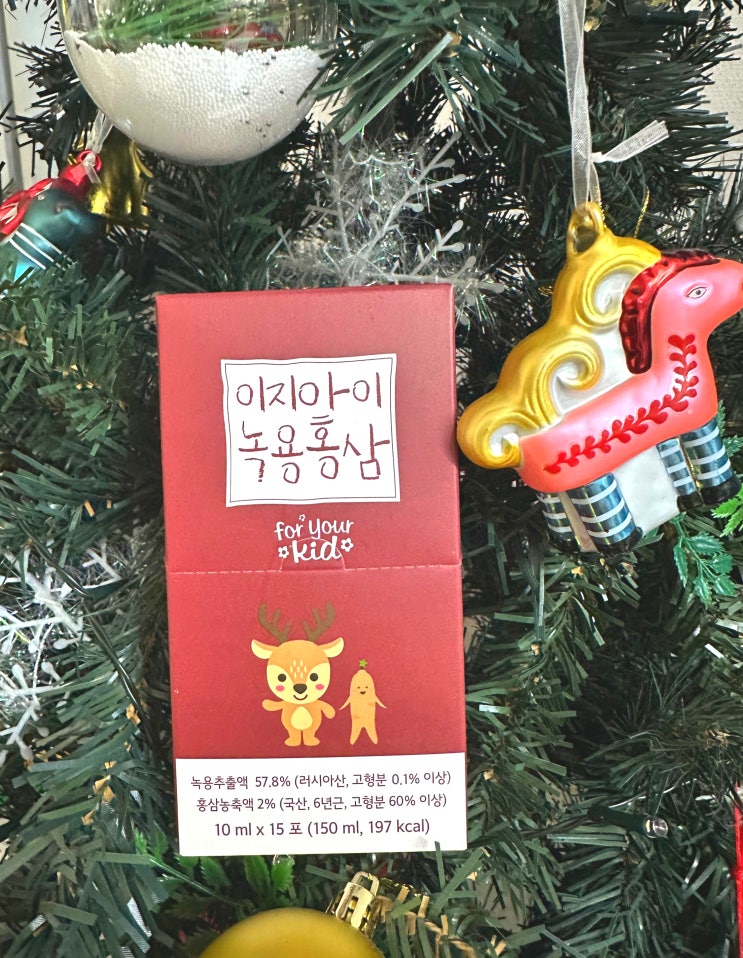 이지아이
녹용홍삼
for Your
kid
녹용추출액 57.8% (러시아산, 고형분 0.1% 이상)
홍삼농축액 2% (국산, 6년근, 고형분 60% 이상)
10 ml x 15 포 (150 ml, 197 kcal)